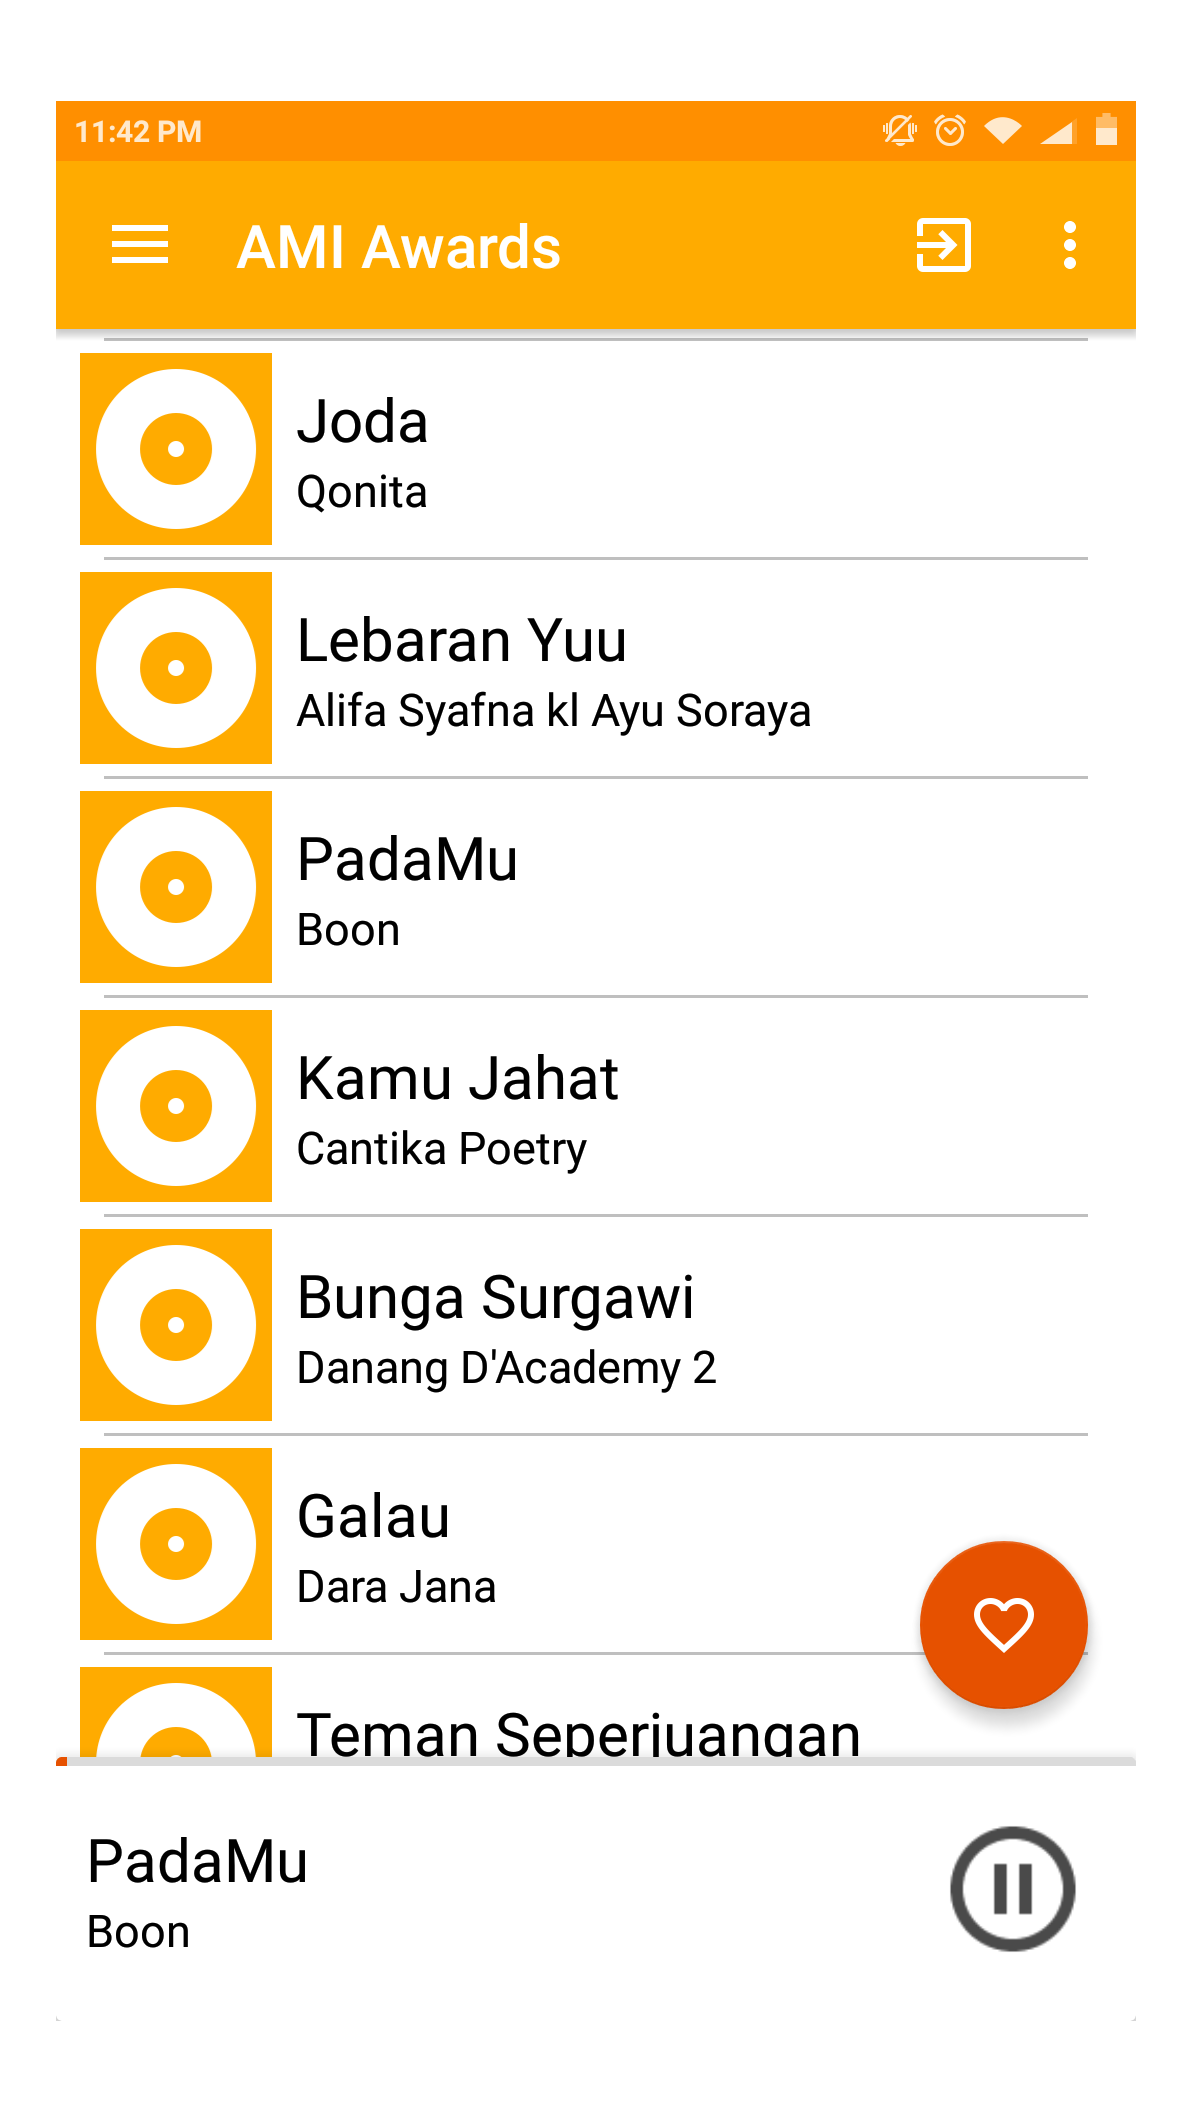 11:42 PM
AMI Awards
Joda
Qonita
Lebaran Yuu
Alifa Syafna kl Ayu Soraya
PadaMu
Boon
Kamu Jahat
Cantika Poetry
Bunga Surgawi
Danang D'Academy 2
Galau
Dara Jana
Teman Seperjuangan
PadaMu
Boon